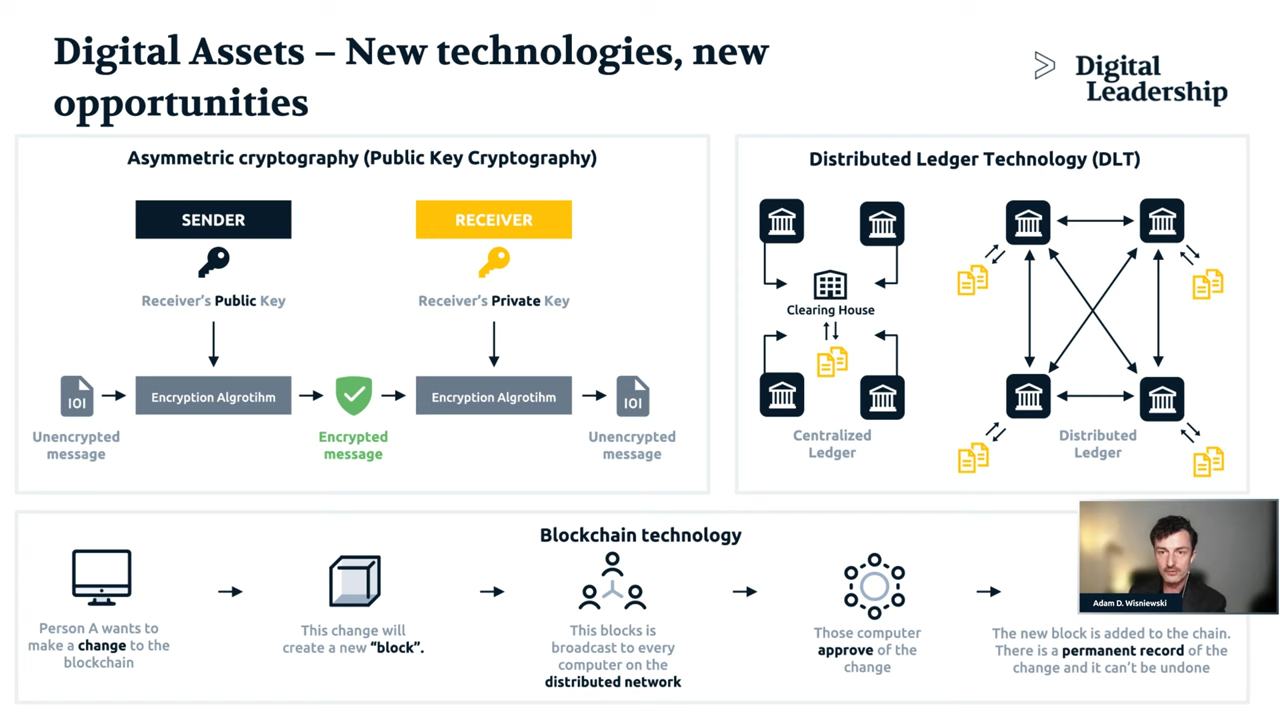 Digital Assets – New technologies, new
opportunities
Digital
Leadership
Asymmetric cryptography (Public Key Cryptography)
SENDER
RECEIVER
Receiver's Public Key
Receiver's Private Key
IOI
Encryption Algrotihm
Encryption Algrotihm
IOI
Unencrypted
message
Encrypted
message
Unencrypted
message
Distributed Ledger Technology (DLT)
Clearing House
Centralized
Ledger
Distributed
Ledger
Blockchain technology
Person A wants to
make a change to the
blockchain
This change will
create a new “block”.
This blocks is
broadcast to every
computer on the
distributed network
Those computer
approve of the
change
Adam D. Wisniewski
The new block is added to the chain.
There is a permanent record of the
change and it can't be undone